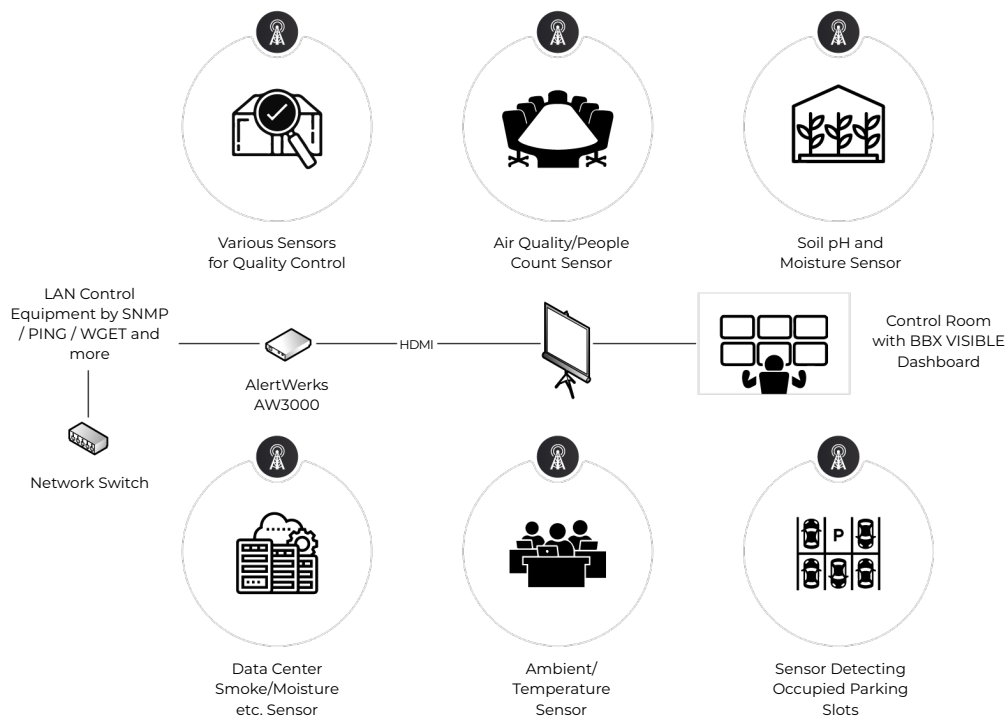 Various Sensors
for Quality Control
Air Quality/People
Count Sensor
Soil pH and
Moisture Sensor
LAN Control
Equipment by SNMP
/ PING / WGET and
more
AlertWerks
AW3000
HDMI
Control Room
with BBX VISIBLE
Dashboard
Network Switch
P
Data Center
Smoke/Moisture
etc. Sensor
Ambient/
Temperature
Sensor
Sensor Detecting
Occupied Parking
Slots